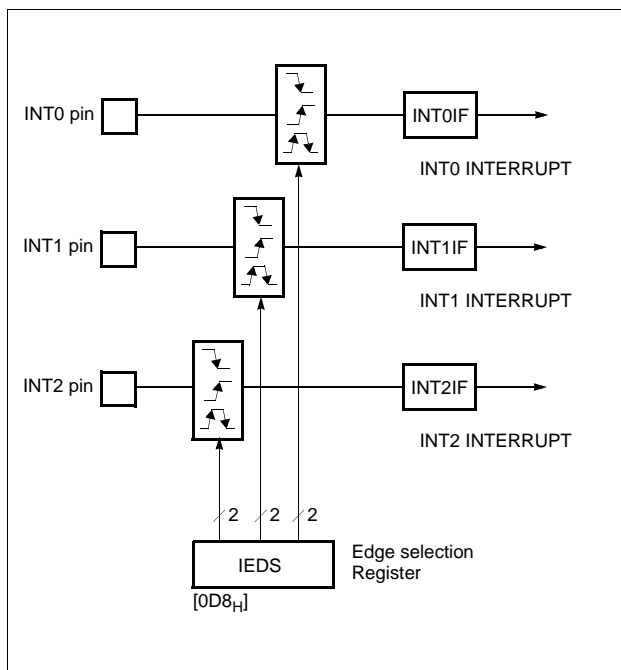 INT0 pin
INT0IF
INT0 INTERRUPT
INT1 pin
INT1IF
INT1 INTERRUPT
INT2 pin
INT2IF
INT2 INTERRUPT
2 2 2
IEDS
Edge selection
Register
[0D8H]